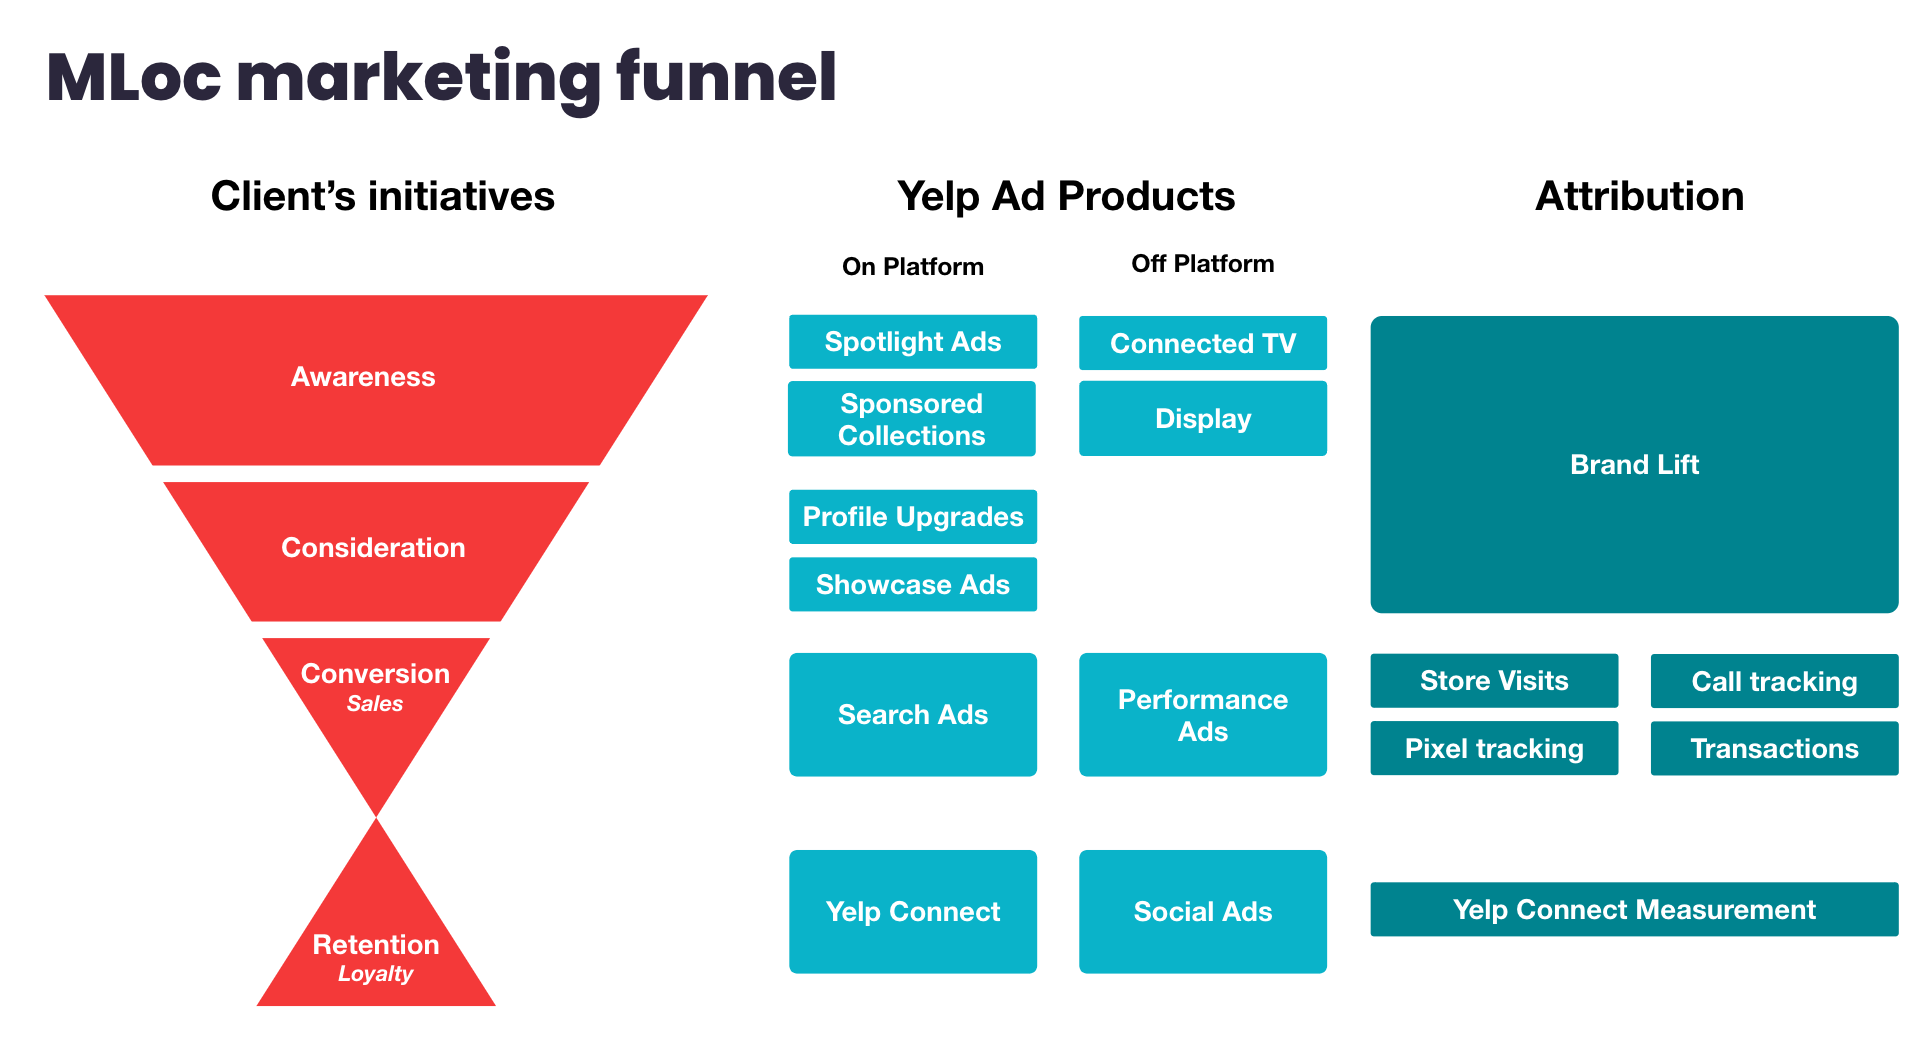 MLoc marketing funnel
Client’s initiatives
Yelp Ad Products
Attribution
On Platform
Off Platform
Awareness
Spotlight Ads
Connected TV
Sponsored
Collections
Display
Brand Lift
Consideration
Profile Upgrades
Showcase Ads
Conversion
Sales
Search Ads
Performance
Ads
Store Visits
Call tracking
Pixel tracking
Transactions
Retention
Loyalty
Yelp Connect
Social Ads
Yelp Connect Measurement